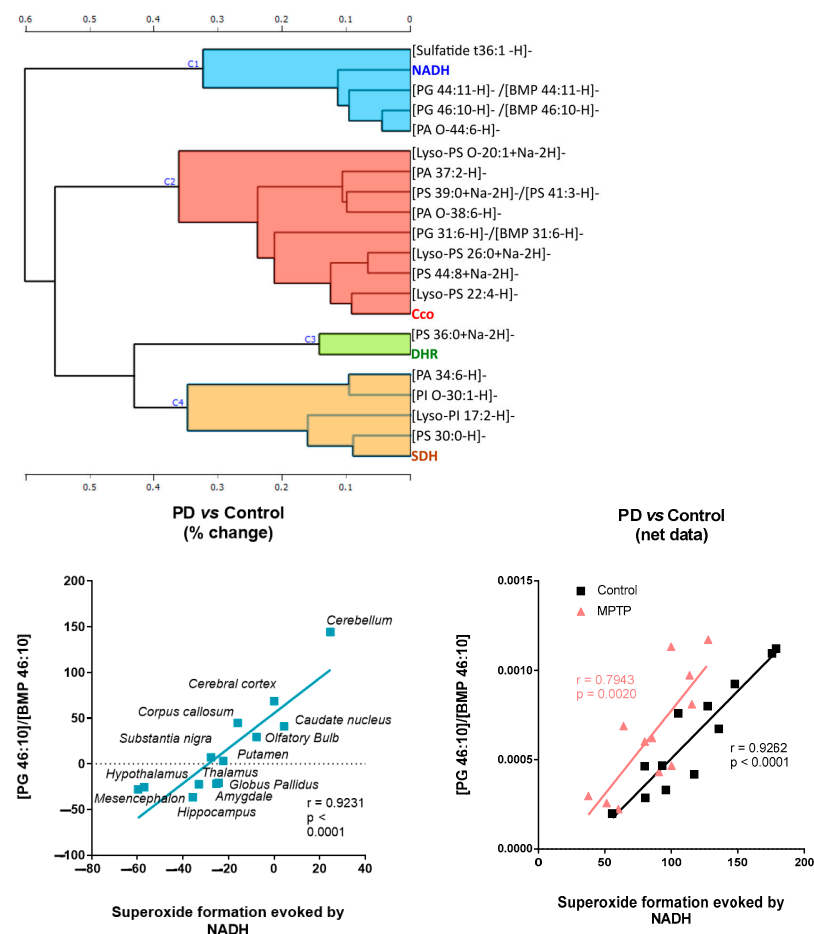 0.6 0.5 0.4 0.3 0.2 0.1 0
C1
[Sulfatide t36:1 -H]-
NADH
[PG 44:11-H]- /[BMP 44:11-H]-
[PG 46:10-H]- /[BMP 46:10-H]-
[PA O-44:6-H]-
C2
[Lyso-PS O-20:1+Na-2H]-
[PA 37:2-H]-
[PS 39:0+Na-2H]-/[PS 41:3-H]-
[PA O-38:6-H]-
[PG 31:6-H]-/[BMP 31:6-H]-
[Lyso-PS 26:0+Na-2H]-
[PS 44:8+Na-2H]-
[Lyso-PS 22:4-H]-
Cco
C3
[PS 36:0+Na-2H]-
DHR
C4
[PA 34:6-H]-
[PI O-30:1-H]-
[Lyso-PI 17:2-H]-
[PS 30:0-H]-
SDH
0.5 0.4 0.3 0.2 0.1
PD vs Control
(% change)
[PG 46:10]/[BMP 46:10]
200
150
100
50
0
−50
−100
Cerebellum
Cerebral cortex
Corpus callosum
Caudate nucleus
Substantia nigra
Olfactory Bulb
Putamen
Hypothalamus
Thalamus
Globus Pallidus
Mesencephalon
Amygdale
Hippocampus
r = 0.9231
p <
0.0001
−80 −60 −40 −20 0 20 40
Superoxide formation evoked by
NADH
PD vs Control
(net data)
[PG 46:10]/[BMP 46:10]
0.0015
0.0010
0.0005
0.0000
Control
MPTP
r = 0.7943
p = 0.0020
r = 0.9262
p < 0.0001
0 50 100 150 200
Superoxide formation evoked by
NADH